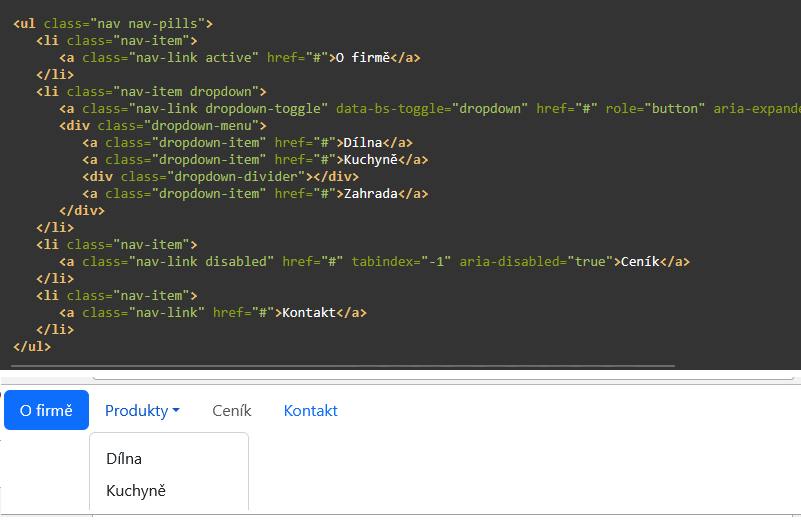 <ul class="nav nav-pills">
<li class="nav-item">
<a class="nav-link active" href="#">O firmě</a>
</li>
<li class="nav-item dropdown">
<a class="nav-link dropdown-toggle" data-bs-toggle="dropdown" href="#" role="button" aria-expande
<div class="dropdown-menu">
<a class="dropdown-item" href="#">Dílna</a>
<a class="dropdown-item" href="#">Kuchyně</a>
<div class="dropdown-divider"></div>
<a class="dropdown-item" href="#">Zahrada</a>
</div>
</li>
<li class="nav-item">
<a class="nav-link disabled" href="#" tabindex="-1" aria-disabled="true">Ceník</a>
</li>
<li class="nav-item">
<a class="nav-link" href="#">Kontakt</a>
</li>
</ul>
O firmě Produkty Ceník Kontakt
Dílna
Kuchyně